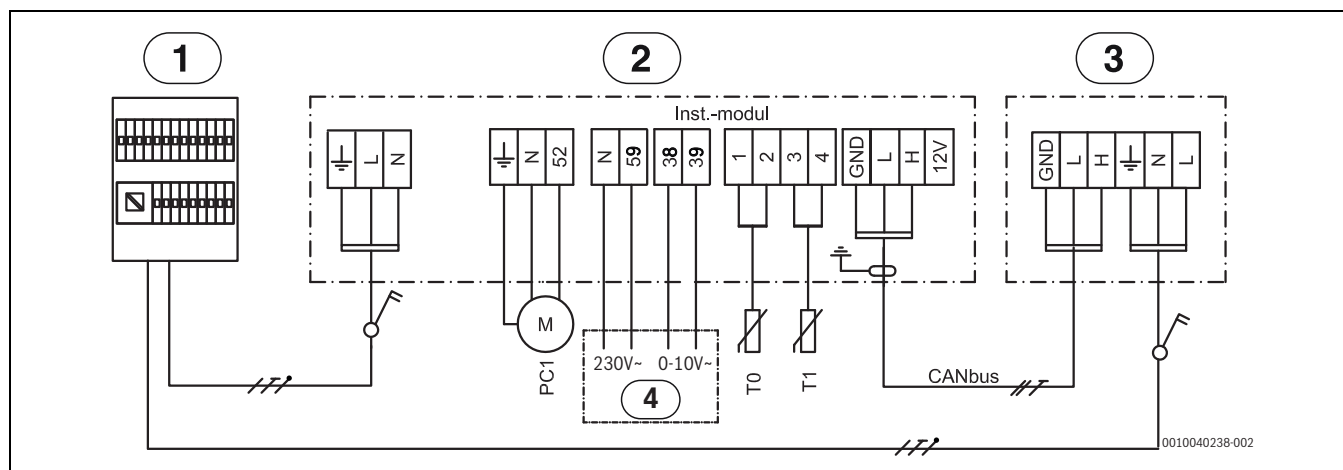 1
2
3
Inst.-modul
L N
N 52
N 59
38 39
1 2 3 4
GND L H 12V
GND L H N L
M
PC1
230V~ 0-10V~
4
T0
T1
CANbus
0010040238-002